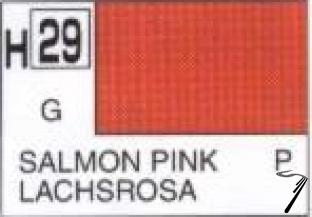 H 29
G
SALMON PINK P
LACHSROSA